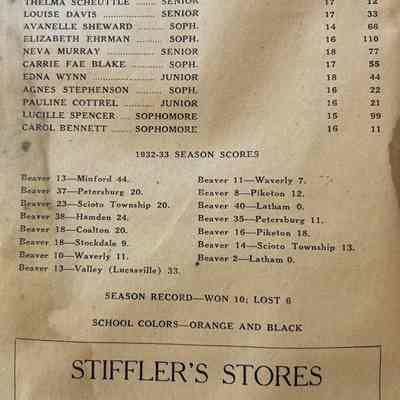 THELMA SCHEUTTLE ........ SENIOR 17 12
LOUISE DAVIS ............... SENIOR 17 33
AVANELLE SHEWARD ...... SOPH. 14 66
ELIZABETH EHRMAN ......... SOPH. 16 110
NEVA MURRAY ............... SENIOR 18 77
CARRIE FAE BLAKE ......... SOPH. 17 55
EDNA WYNN .................. JUNIOR 18 44
AGNES STEPHENSON ...... SOPH. 16 22
PAULINE COTTREL ......... JUNIOR 16 21
LUCILLE SPENCER ...... SOPHOMORE 15 99
CAROL BENNETT ...... SOPHOMORE 16 11
1932-33 SEASON SCORES
Beaver 13—Minford 44.
Beaver 37—Petersburg 20.
Beaver 23—Scioto Township 20.
Beaver 38—Hamden 24.
Beaver 18—Coalton 20.
Beaver 18—Stockdale 9.
Beaver 10—Waverly 11.
Beaver 13—Valley (Lucasville) 33.
Beaver 11—Waverly 7.
Beaver 8—Piketon 12.
Beaver 40—Latham 0.
Beaver 35—Petersburg 11.
Beaver 16—Piketon 18.
Beaver 14—Scioto Township 13.
Beaver 2—Latham 0.
SEASON RECORD—WON 10; LOST 6
SCHOOL COLORS—ORANGE AND BLACK
STIFFLER'S STORES